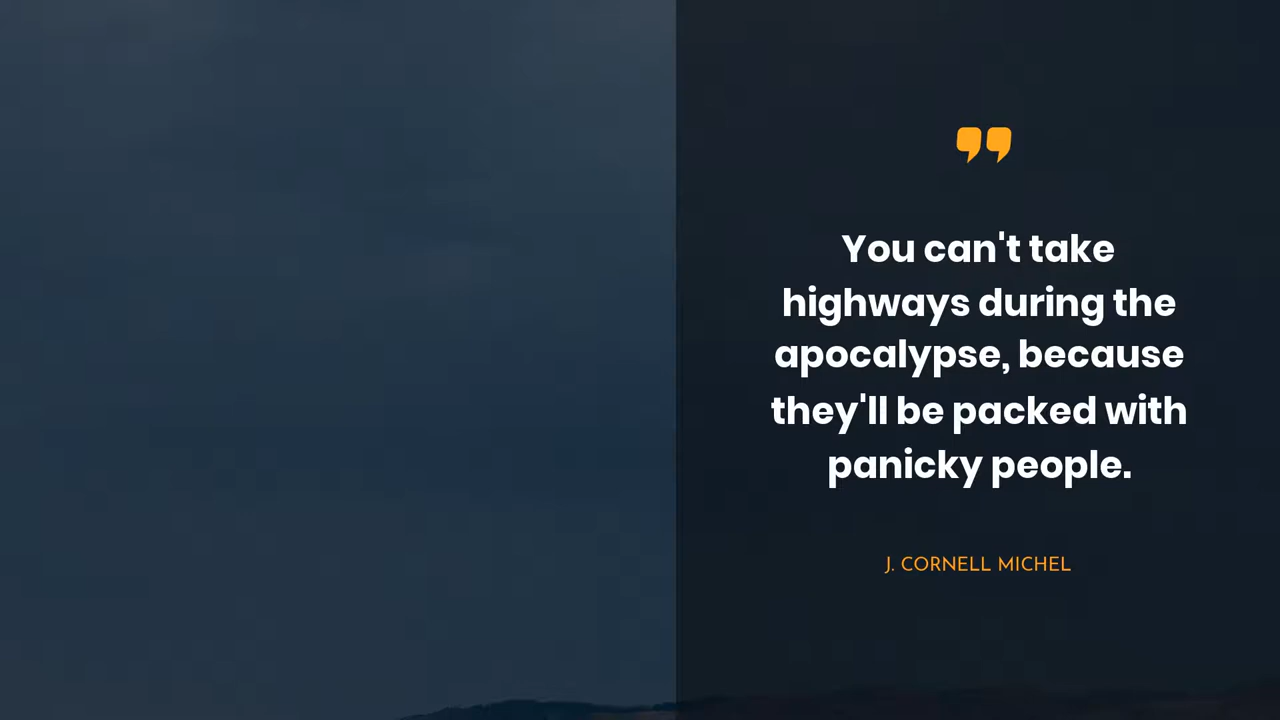 You can't take
highways during the
apocalypse, because
they'll be packed with
panicky people.
J. CORNELL MICHEL